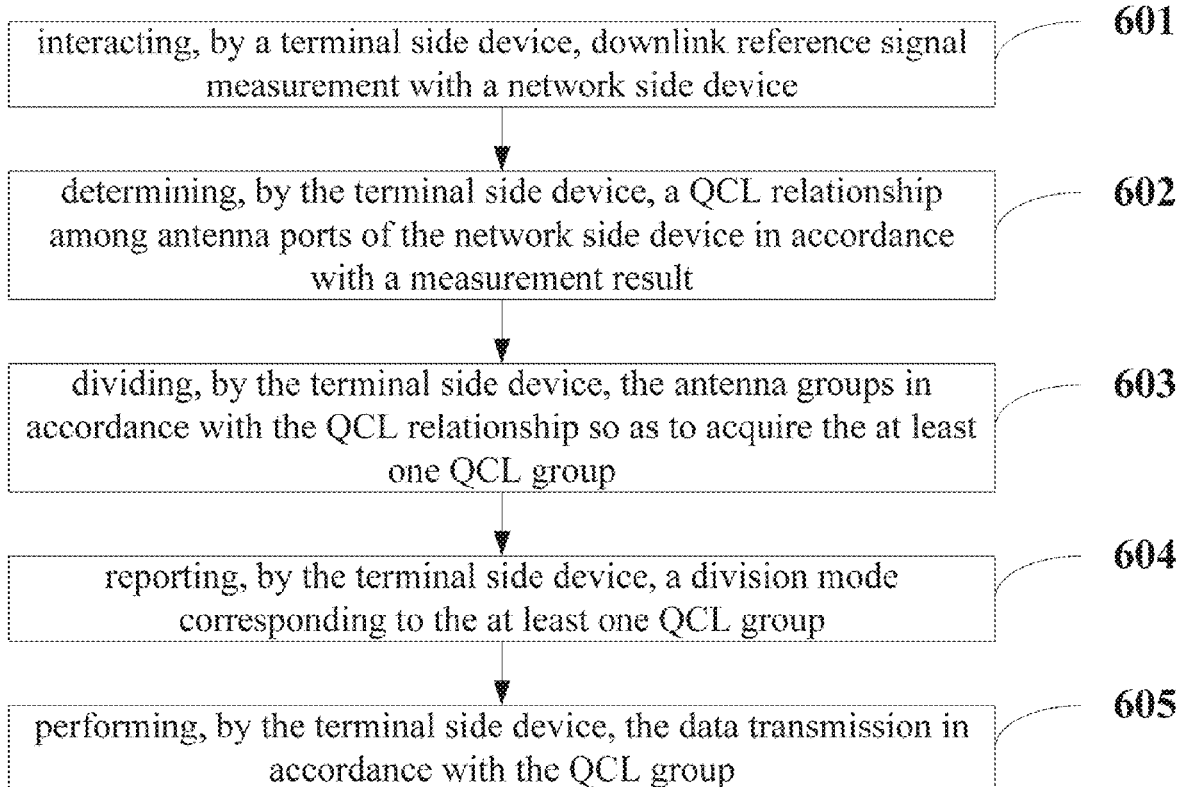 601
interacting, by a terminal side device, downlink reference signal
measurement with a network side device
602
determining, by the terminal side device, a QCL relationship
among antenna ports of the network side device in accordance
with a measurement result
603
dividing, by the terminal side device, the antenna groups in
accordance with the QCL relationship so as to acquire the at least
one QCL group
604
reporting, by the terminal side device, a division mode
corresponding to the at least one QCL group
605
performing, by the terminal side device, the data transmission in
accordance with the QCL group